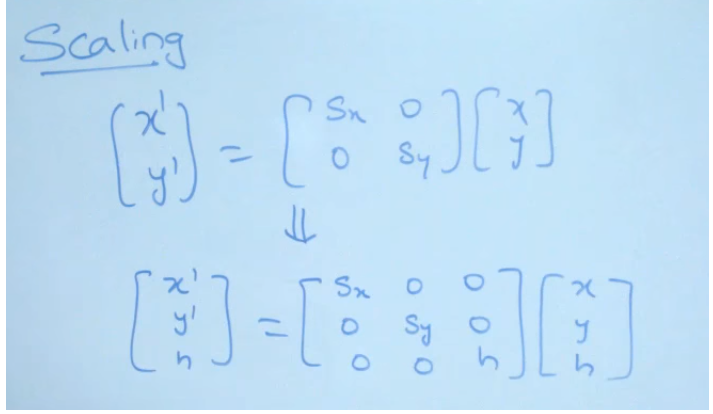 Scaling
[x' y'] = [Sx 0 0 Sy] [x y]
⇓
[x' y' h] = [Sx 0 0 0 Sy 0 0 0 h] [x y h]